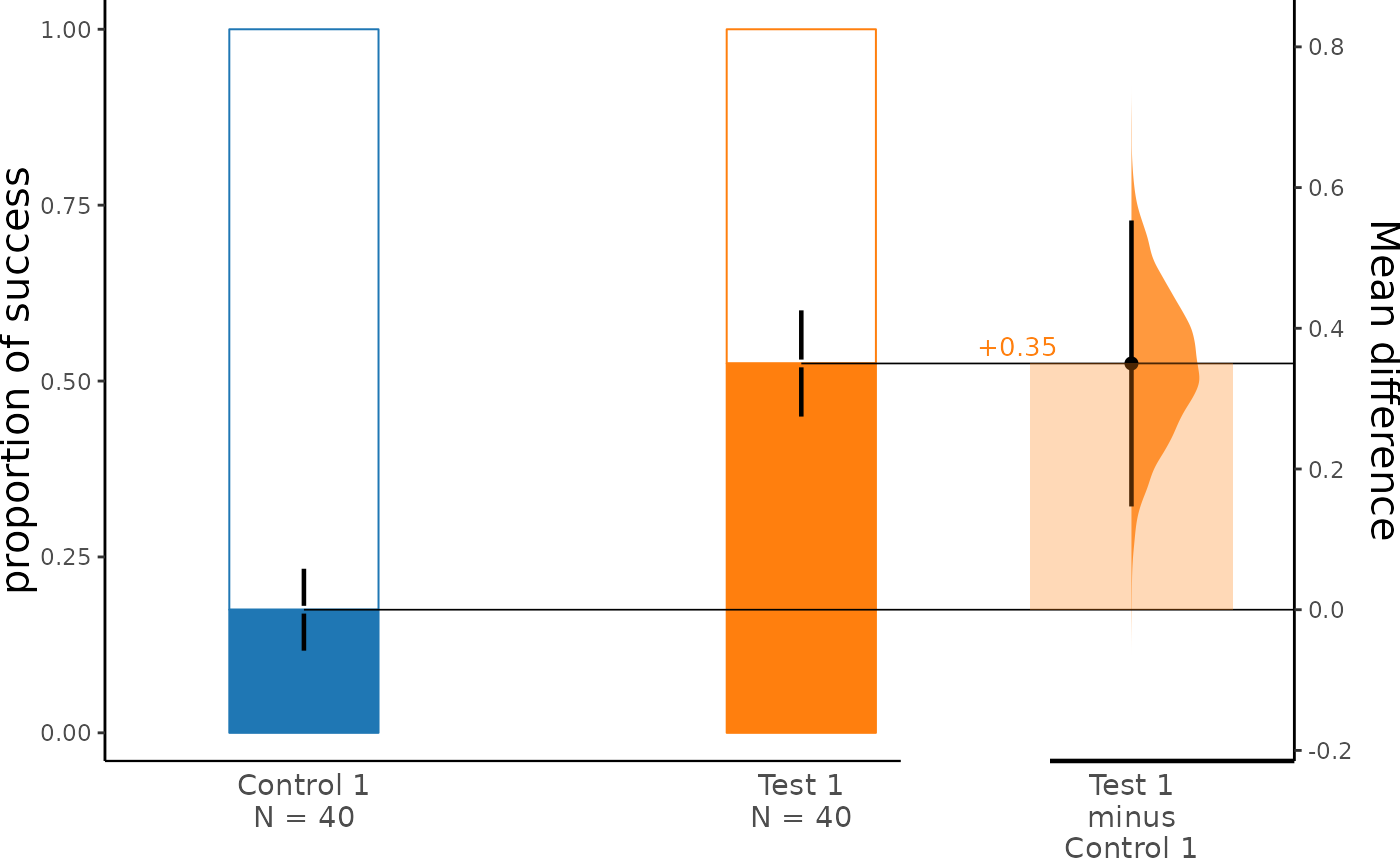 proportion of success
1.00
0.75
0.50
0.25
0.00
+0.35
0.8
0.6
0.4
0.2
0.0
-0.2
Mean difference
Control 1
N = 40
Test 1
N = 40
Test 1
minus
Control 1